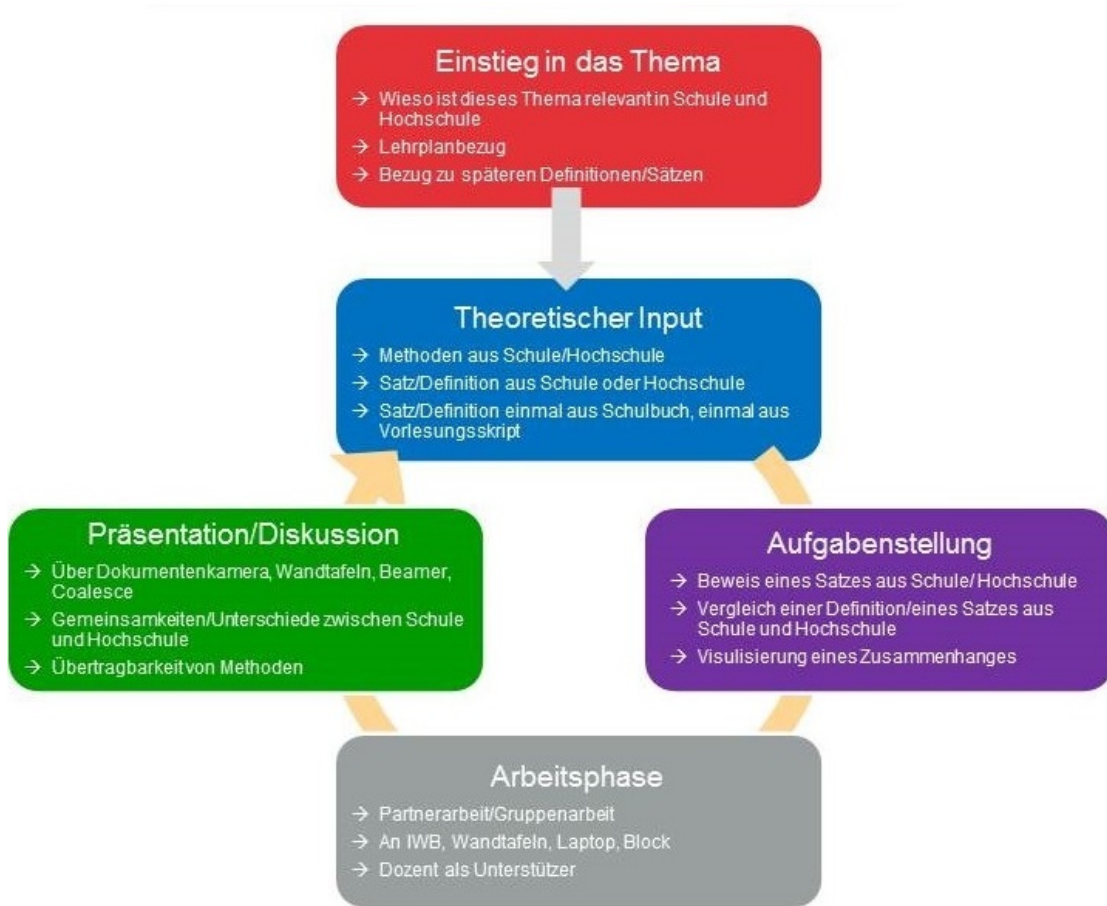 Einstieg in das Thema
→ Wieso ist dieses Thema relevant in Schule und
Hochschule
→ Lehrplanbezug
→ Bezug zu späteren Definitionen/Sätzen
Theoretischer Input
→ Methoden aus Schule/Hochschule
→ Satz/Definition aus Schule oder Hochschule
→ Satz/Definition einmal aus Schulbuch, einmal aus
Vorlesungsskript
Präsentation/Diskussion
→ Über Dokumentenkamera, Wandtafeln, Beamer,
Coalesce
→ Gemeinsamkeiten/Unterschiede zwischen Schule
und Hochschule
→ Übertragbarkeit von Methoden
Aufgabenstellung
→ Beweis eines Satzes aus Schule/ Hochschule
→ Vergleich einer Definition/eines Satzes aus
Schule und Hochschule
→ Visulisierung eines Zusammenhanges
Arbeitsphase
→ Partnerarbeit/Gruppenarbeit
→ An IWB, Wandtafeln, Laptop, Block
→ Dozent als Unterstützer